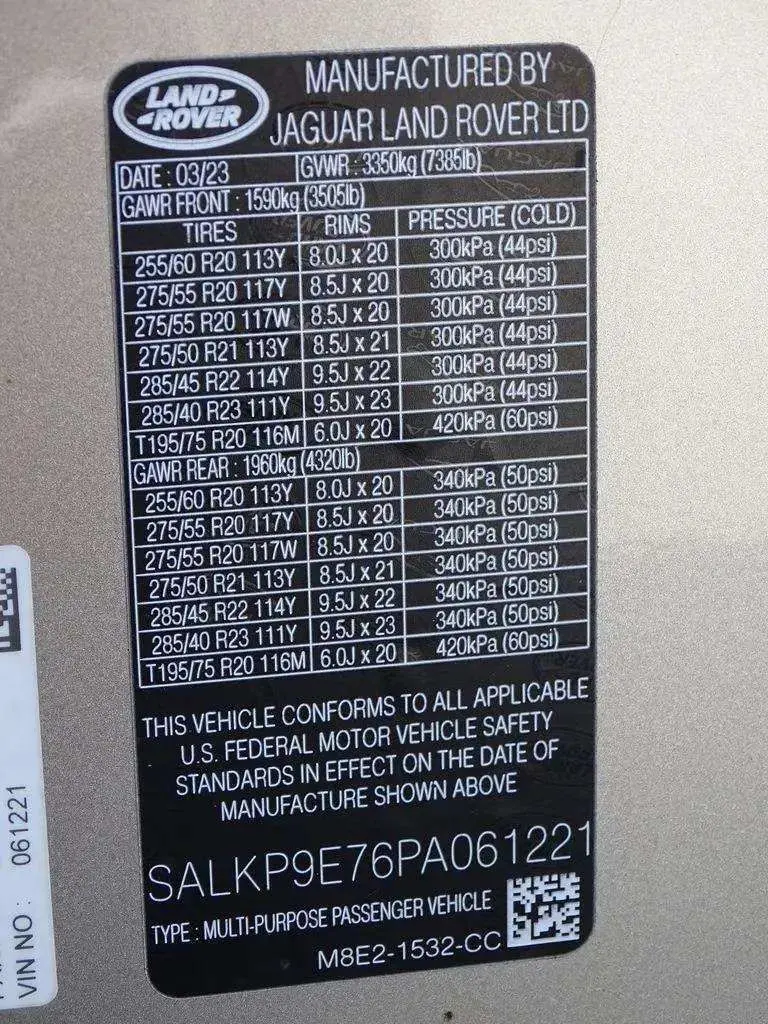 LAND ROVER
MANUFACTURED BY
JAGUAR LAND ROVER LTD
DATE : 03/23 GVWR : 3350kg (7385lb)
GAWR FRONT : 1590kg (3505lb)
TIRES RIMS PRESSURE (COLD)
255/60 R20 113Y 8.0J x 20 300kPa (44psi)
275/55 R20 117Y 8.5J x 20 300kPa (44psi)
275/55 R20 117W 8.5J x 20 300kPa (44psi)
275/50 R21 113Y 8.5J x 21 300kPa (44psi)
285/45 R22 114Y 9.5J x 22 300kPa (44psi)
285/40 R23 111Y 9.5J x 23 300kPa (44psi)
T195/75 R20 116M 6.0J x 20 420kPa (60psi)
GAWR REAR : 1960kg (4320lb)
255/60 R20 113Y 8.0J x 20 340kPa (50psi)
275/55 R20 117Y 8.5J x 20 340kPa (50psi)
275/55 R20 117W 8.5J x 20 340kPa (50psi)
275/50 R21 113Y 8.5J x 21 340kPa (50psi)
285/45 R22 114Y 9.5J x 22 340kPa (50psi)
285/40 R23 111Y 9.5J x 23 340kPa (50psi)
T195/75 R20 116M 6.0J x 20 420kPa (60psi)
THIS VEHICLE CONFORMS TO ALL APPLICABLE
U.S. FEDERAL MOTOR VEHICLE SAFETY
STANDARDS IN EFFECT ON THE DATE OF
MANUFACTURE SHOWN ABOVE
SALKP9E76PA061221
TYPE : MULTI-PURPOSE PASSENGER VEHICLE
M8E2-1532-CC
VIN NO : 061221